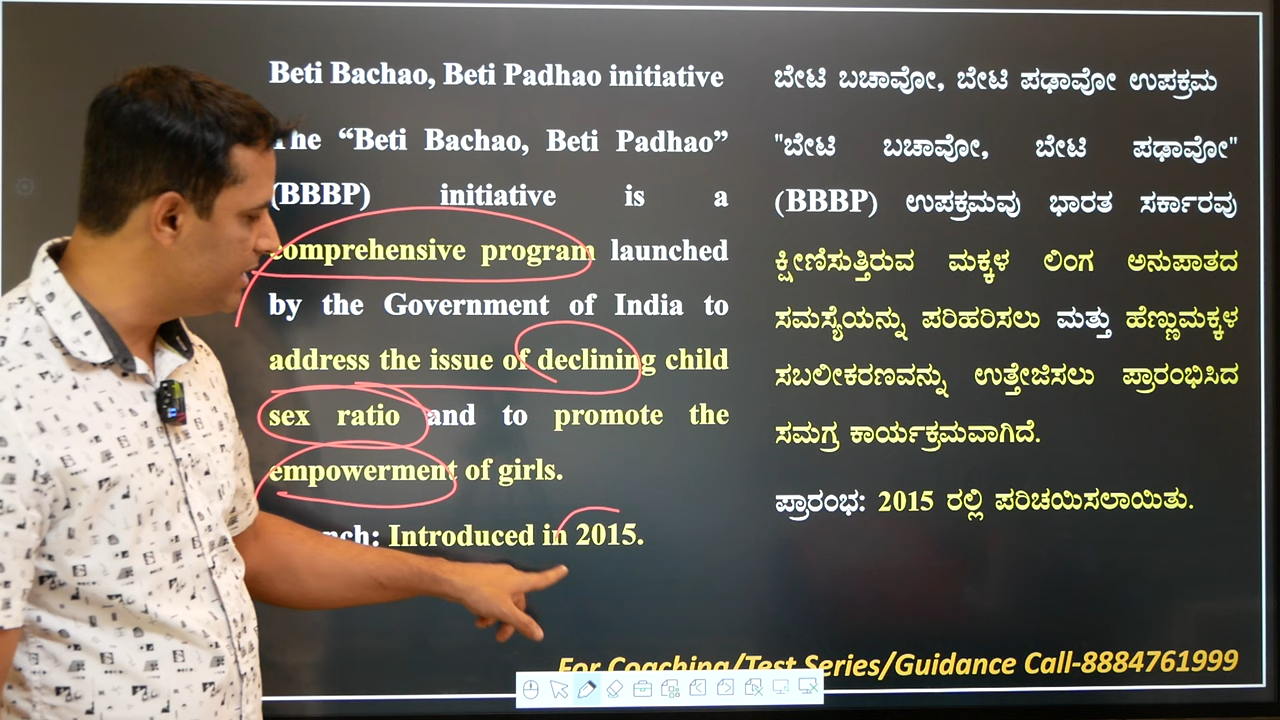 Beti Bachao, Beti Padhao initiative
The “Beti Bachao, Beti Padhao”
(BBBP) initiative is a
comprehensive program launched
by the Government of India to
address the issue of declining child
sex ratio and to promote the
empowerment of girls.
Introduced in 2015.
ಬೇಟಿ ಬಚಾವೋ, ಬೇಟಿ ಪಢಾವೋ ಉಪಕ್ರಮ
"ಬೇಟಿ ಬಚಾವೋ, ಬೇಟಿ ಪಢಾವೋ"
(BBBP) ಉಪಕ್ರಮವು ಭಾರತ ಸರ್ಕಾರವು
ಕ್ಷೀಣಿಸುತ್ತಿರುವ ಮಕ್ಕಳ ಲಿಂಗ ಅನುಪಾತದ
ಸಮಸ್ಯೆಯನ್ನು ಪರಿಹರಿಸಲು ಮತ್ತು ಹೆಣ್ಣುಮಕ್ಕಳ
ಸಬಲೀಕರಣವನ್ನು ಉತ್ತೇಜಿಸಲು ಪ್ರಾರಂಭಿಸಿದ
ಸಮಗ್ರ ಕಾರ್ಯಕ್ರಮವಾಗಿದೆ.
ಪ್ರಾರಂಭ: 2015 ರಲ್ಲಿ ಪರಿಚಯಿಸಲಾಯಿತು.
For Coaching/Test Series/Guidance Call-8884761999